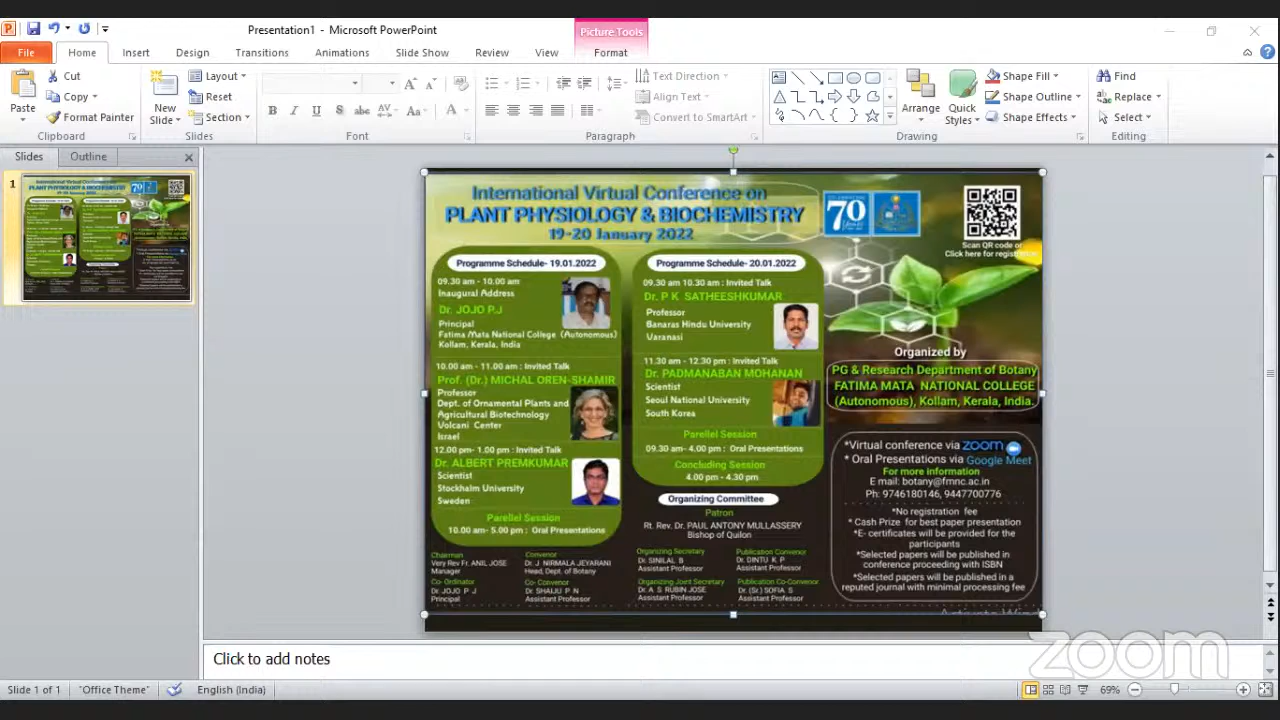 Presentation1 - Microsoft PowerPoint
Picture Tools
File
Home
Insert
Design
Transitions
Animations
Slide Show
Review
View
Format
Paste
Cut
Copy
Format Painter
Clipboard
New
Slide
Layout
Reset
Section
Slides
Font
Text Direction
Align Text
Convert to SmartArt
Paragraph
Arrange
Quick
Styles
Shape Fill
Shape Outline
Shape Effects
Drawing
Find
Replace
Select
Editing
Slides
Outline
1
International Virtual Conference on
PLANT PHYSIOLOGY & BIOCHEMISTRY
19-20 January 2022
70
Scan QR code or
Click here for registra
Programme Schedule- 19.01.2022
09.30 am - 10.00 am
Inaugural Address
Dr. JOJO P.J
Principal
Fatima Mata National College (Autonomous)
Kollam, Kerala, India
10.00 am - 11.00 am : Invited Talk
Prof. (Dr.) MICHAL OREN-SHAMIR
Professor
Dept. of Ornamental Plants and
Agricultural Biotechnology
Volcani Center
Israel
12.00 pm- 1.00 pm : Invited Talk
Dr. ALBERT PREMKUMAR
Scientist
Stockholm University
Sweden
Parellel Session
10.00 am- 5.00 pm : Oral Presentations
Programme Schedule- 20.01.2022
09.30 am 10.30 am : Invited Talk
Dr. P K SATHEESHKUMAR
Professor
Banaras Hindu University
Varanasi
11.30 am - 12.30 pm : Invited Talk
Dr. PADMANABAN MOHANAN
Scientist
Seoul National University
South Korea
Parellel Session
09.30 am- 4.00 pm : Oral Presentations
Concluding Session
4.00 pm - 4.30 pm
Organizing Committee
Patron
Rt. Rev. Dr. PAUL ANTONY MULLASSERY
Bishop of Quilon
Chairman
Very Rev Fr. ANIL JOSE
Manager
Co- Ordinator
Dr. JOJO P J
Principal
Convenor
Dr. J NIRMALA JEYARANI
Head, Dept. of Botany
Co- Convenor
Dr. SHAIJU P N
Assistant Professor
Organizing Secretary
Dr. SINILAL B
Assistant Professor
Organizing Joint Secretary
Dr. A S RUBIN JOSE
Assistant Professor
Publication Convenor
Dr. DINTU K P
Assistant Professor
Publication Co-Convenor
Dr. (Sr.) SOFIA S
Assistant Professor
Organized by
PG & Research Department of Botany
FATIMA MATA NATIONAL COLLEGE
(Autonomous), Kollam, Kerala, India.
*Virtual conference via zoom
* Oral Presentations via Google Meet
For more information
E mail: botany@fmnc.ac.in
Ph: 9746180146, 9447700776
*No registration fee
* Cash Prize for best paper presentation
*E- certificates will be provided for the
participants
*Selected papers will be published in
conference proceeding with ISBN
*Selected papers will be published in a
reputed journal with minimal processing fee
Click to add notes
zoom
Slide 1 of 1
"Office Theme"
English (India)
69%